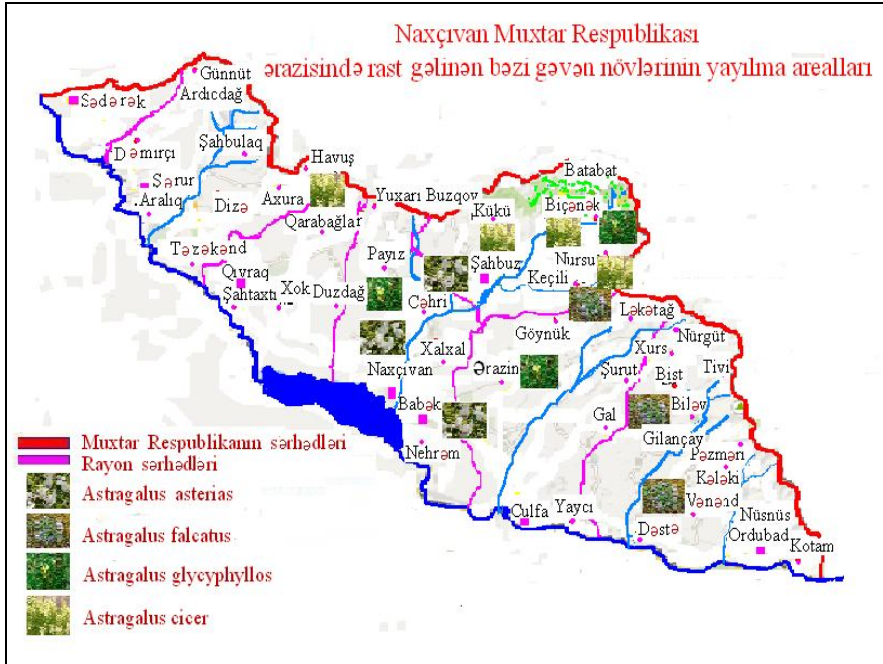 Naxçıvan Muxtar Respublikası
ərazisində rast gəlinən bəzi gəvən növlərinin yayılma arealları
Günnüt
Ardıcdağ
Sədərək
Dəmırçı
Şahbulaq
Havuş
Sərur
Aralıq
Dizə
Axura
Qarabağlar
Yuxarı Buzqov
Batabat
Kükü
Biçənək
Təzəkənd
Payız
Qıvraq
Şahbuz
Nursu
Keçili
Şahtaxtı
Xok
Duzdağ
Cəhri
Ləkətağ
Göynük
Nürgüt
Xalxal
Xurs
Ərazin
Şurut
Bist
Tivi
Naxçıvan
Babək
Gal
Biləv
Gilançay
Nehrəm
Pəzməri
Kələki
Vənənd
Culfa
Yaycı
Nüsnüs
Dəstə
Ordubad
Kotam
Muxtar Respublikanın sərhədləri
Rayon sərhədləri
Astragalus asterias
Astragalus falcatus
Astragalus glycyphyllos
Astragalus cicer